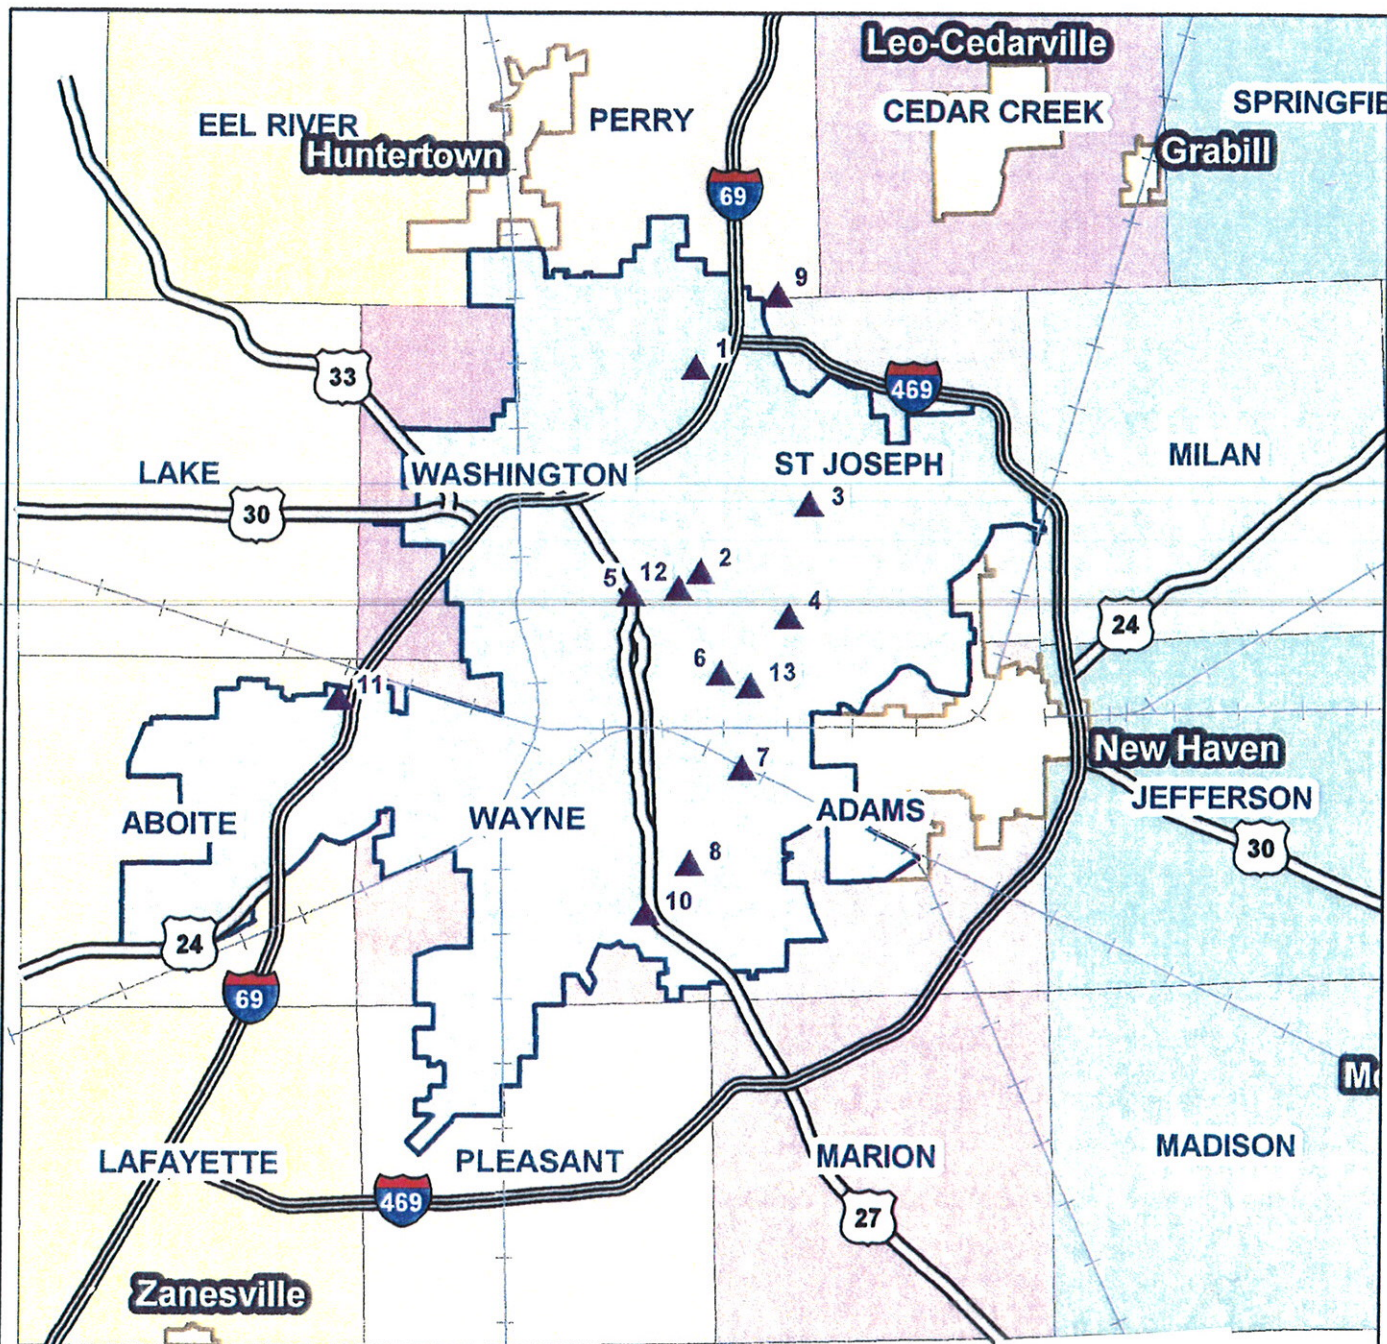 Leo-Cedarville
EEL RIVER
PERRY
CEDAR CREEK
SPRINGFIE
Huntertown
Grabill
69
9
1
33
469
LAKE
WASHINGTON
ST JOSEPH
MILAN
30
3
2
5
12
4
24
6
13
11
New Haven
7
JEFFERSON
ABOITE
WAYNE
ADAMS
30
8
10
24
69
M
LAFAYETTE
PLEASANT
MARION
MADISON
469
27
Zanesville